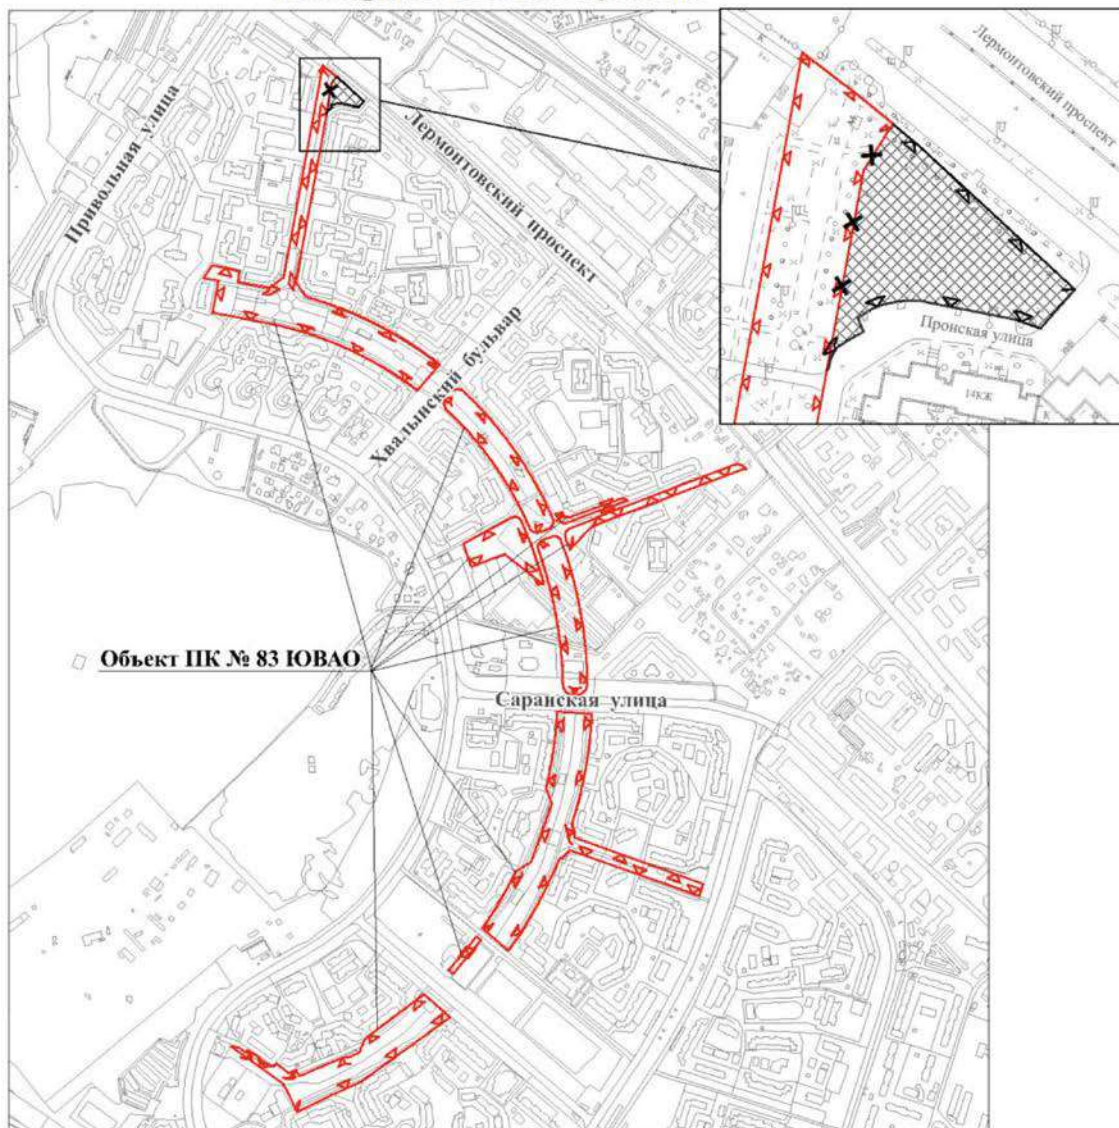 Лермонтовский проспект
Пронская улица
14КЖ
К
Привольная улица
Лермонтовский проспект
Хвалынский бульвар
Объект ПК № 83 ЮВАО
Саранская улица